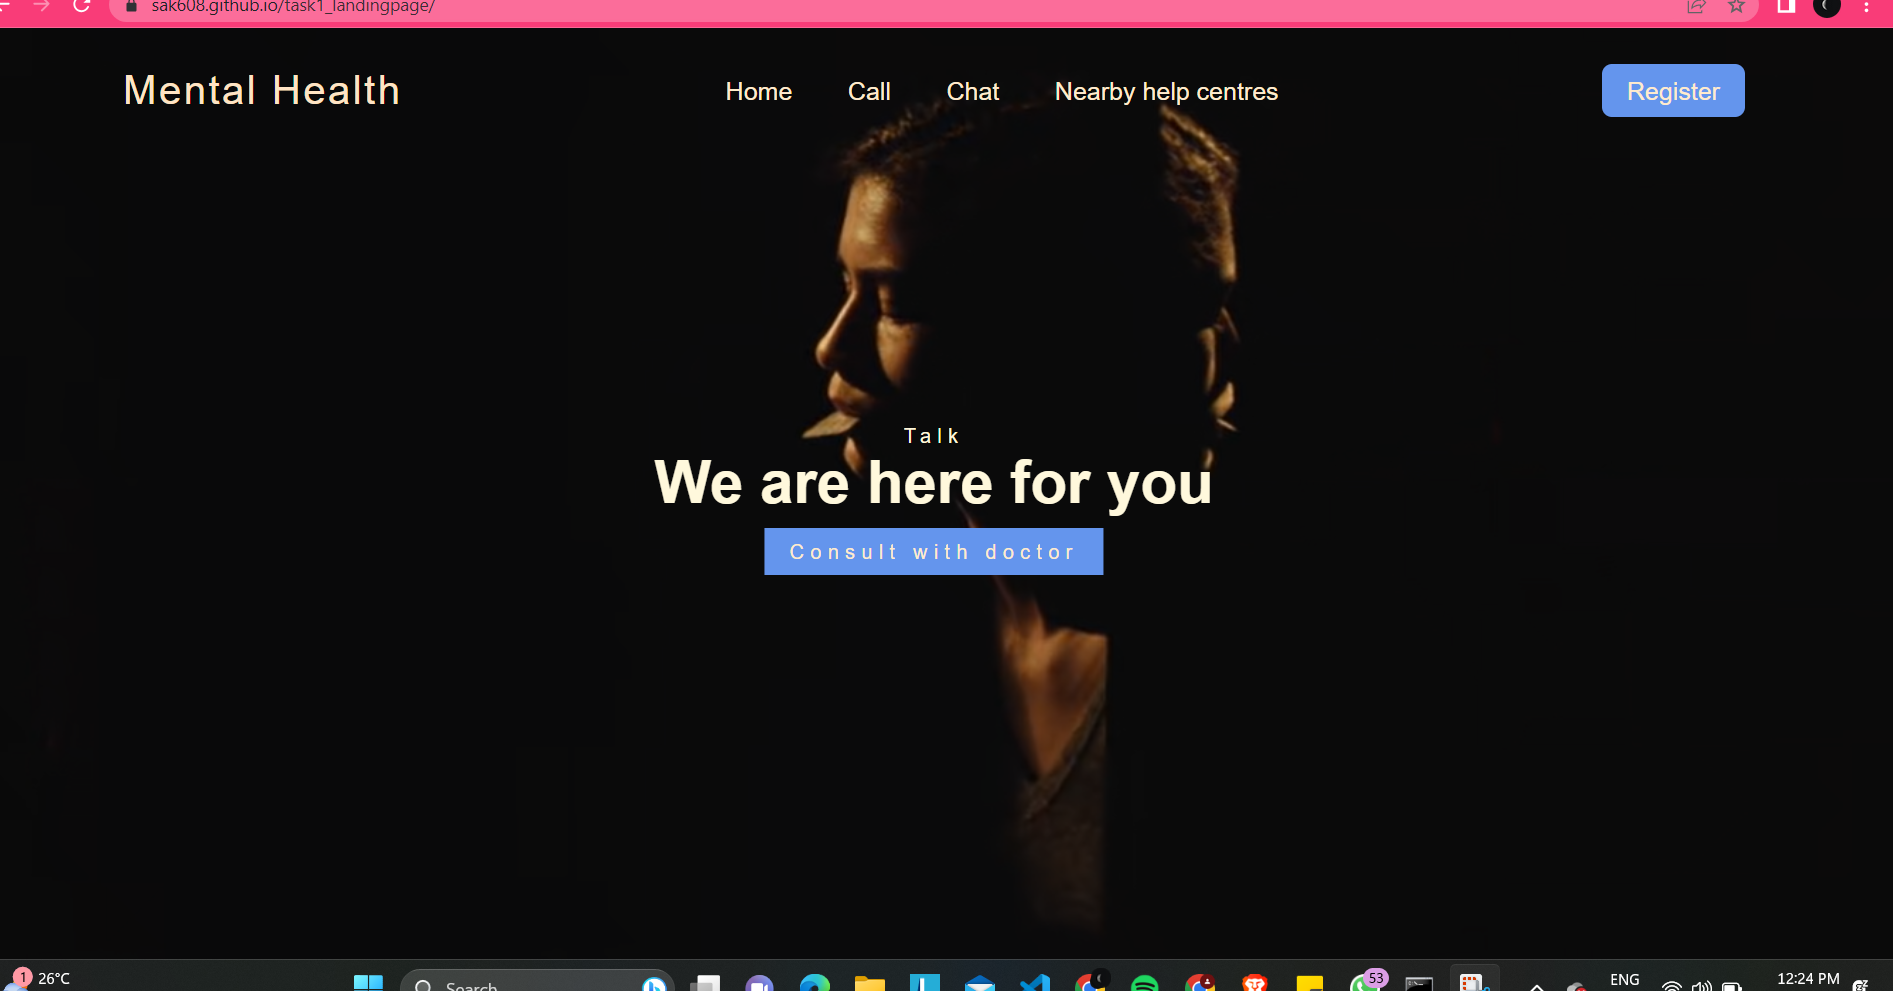 sak608.github.io/task1_landingpage/
Mental Health
Home Call Chat Nearby help centres
Register
Talk
We are here for you
Consult with doctor
1 26°C
Search
53
ENG
12:24 PM